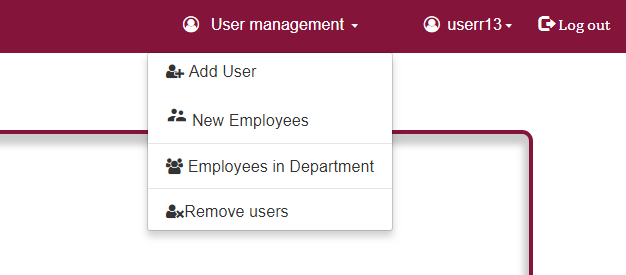 User management userr13 Log out
Add User
New Employees
Employees in Department
Remove users